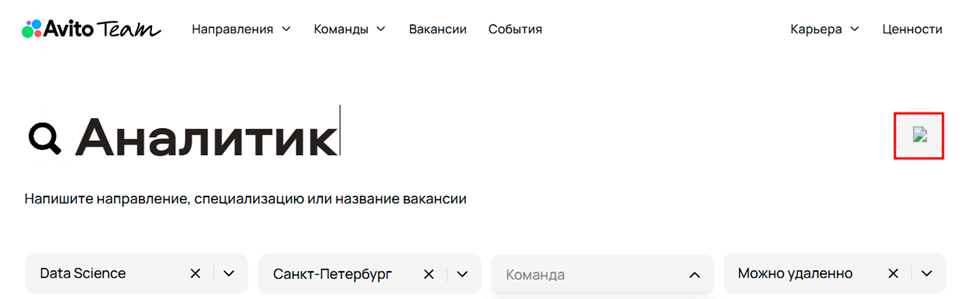 Avito Team Направления Команды Вакансии События Карьера Ценности
Аналитик
Напишите направление, специализацию или название вакансии
Data Science Санкт-Петербург Команда Можно удаленно